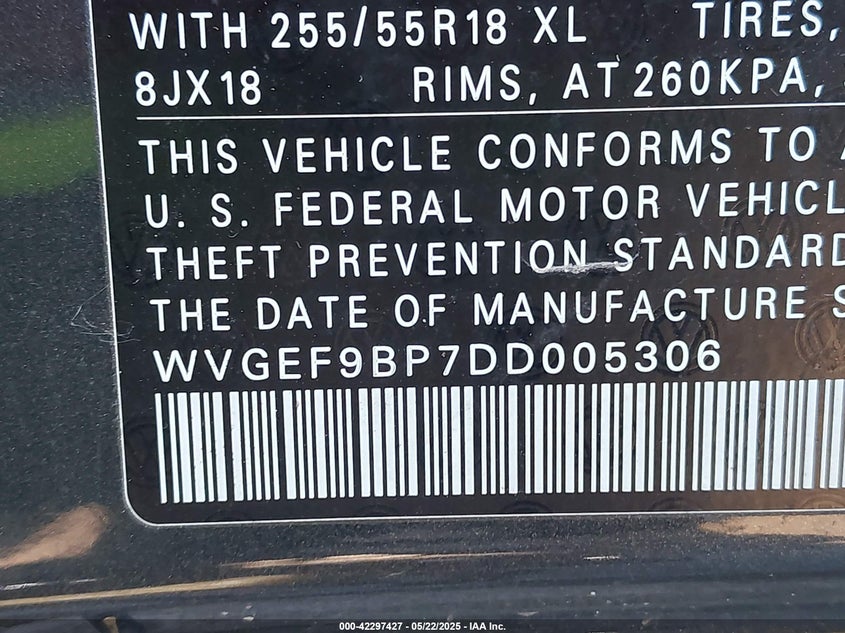 WITH 255/55R18 XL TIRES,
8JX18 RIMS, AT 260KPA,
THIS VEHICLE CONFORMS TO
U. S. FEDERAL MOTOR VEHICL
THEFT PREVENTION STANDARD
THE DATE OF MANUFACTURE S
WVGEF9BP7DD005306
000-42297427 - 05/22/2025 - IAA Inc.